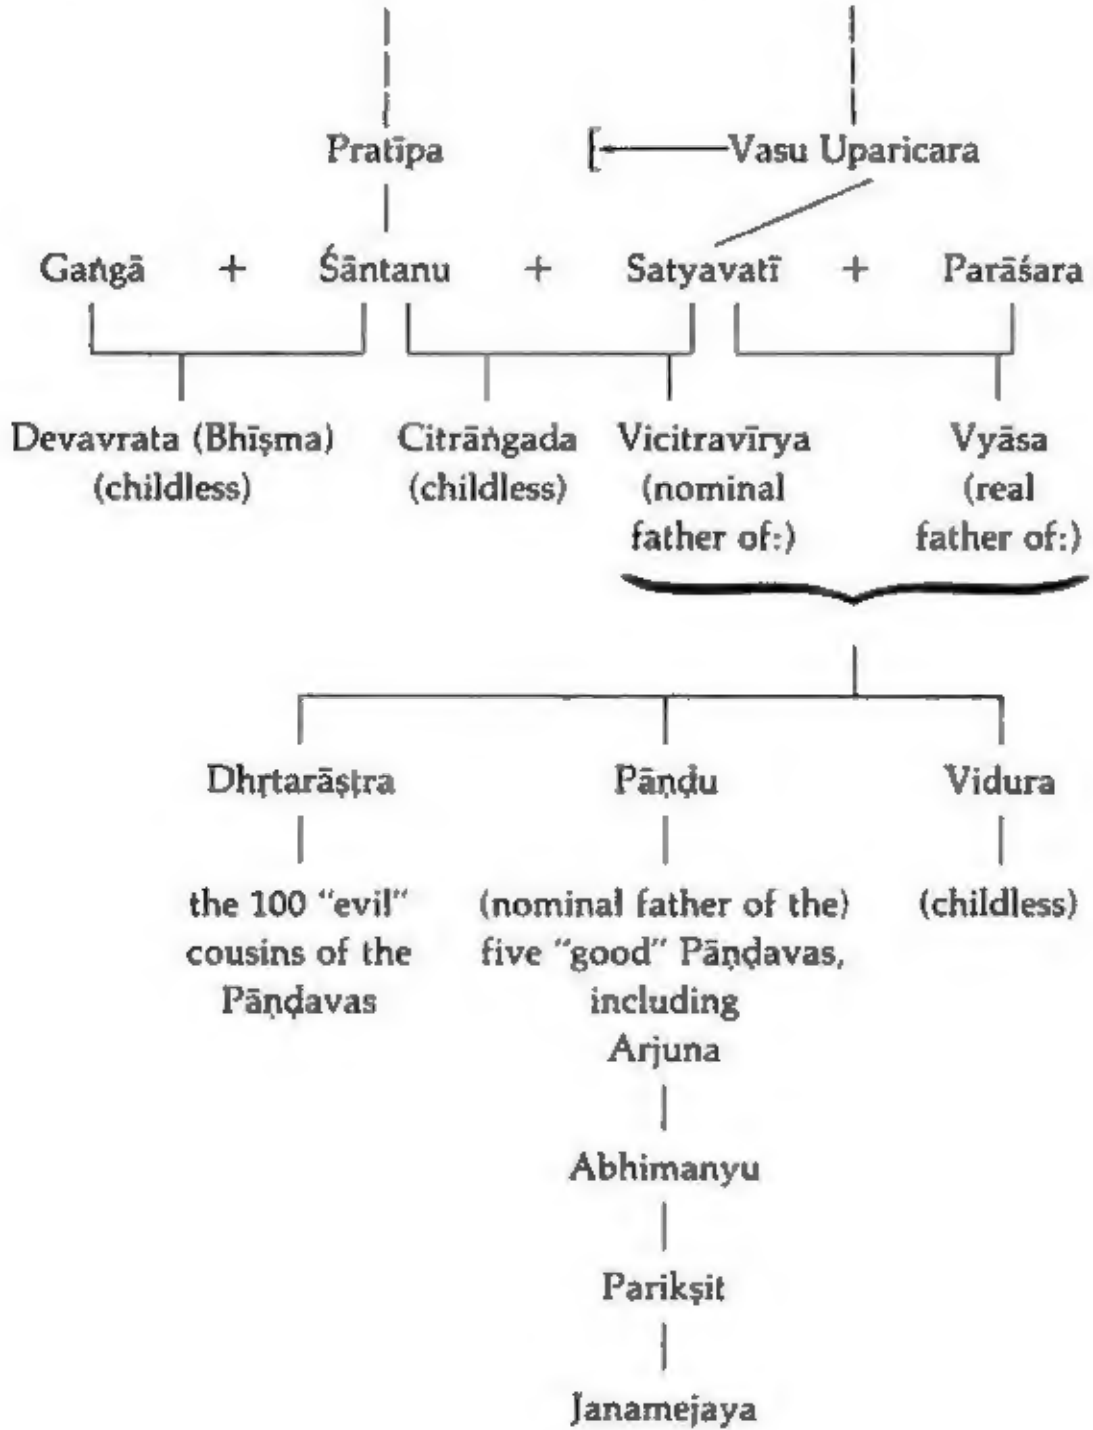 Pratīpa [ Vasu Uparicara
Gaṅgā + Śāntanu + Satyavatī + Parāśara
Devavrata (Bhīṣma) Citrāṅgada Vicitravīrya Vyāsa
(childless) (childless) (nominal (real
father of:) father of:)
Dhṛtarāṣṭra Pāṇḍu Vidura
the 100 "evil" (nominal father of the) (childless)
cousins of the five "good" Pāṇḍavas,
Pāṇḍavas including
Arjuna
Abhimanyu
Parikṣit
Janamejaya